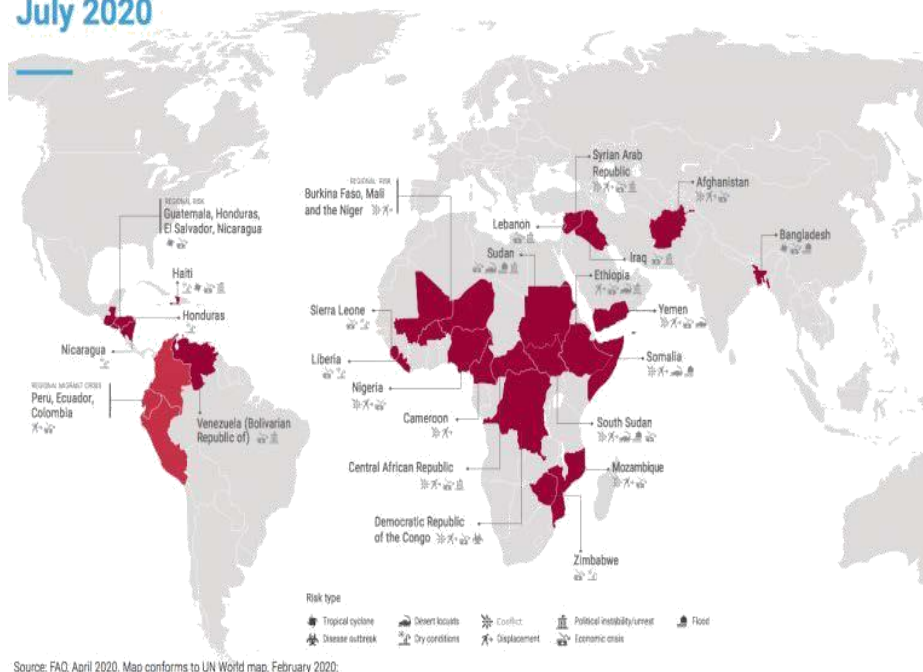 July 2020
REGIONAL RISK
Guatemala, Honduras,
El Salvador, Nicaragua
Haiti
Honduras
Nicaragua
REGIONAL MIGRANT CRISIS
Peru, Ecuador,
Colombia
Venezuela (Bolivarian
Republic of)
REGIONAL RISK
Burkina Faso, Mali
and the Niger
Sierra Leone
Liberia
Nigeria
Cameroon
Central African Republic
Democratic Republic
of the Congo
Syrian Arab
Republic
Lebanon
Sudan
Iraq
Ethiopia
Afghanistan
Bangladesh
Yemen
Somalia
South Sudan
Mozambique
Zimbabwe
Risk type
Tropical cyclone
Desert locusts
Conflict
Political instability/unrest
Flood
Disease outbreak
Dry conditions
Displacement
Economic crisis
Source: FAO, April 2020. Map conforms to UN World map, February 2020;